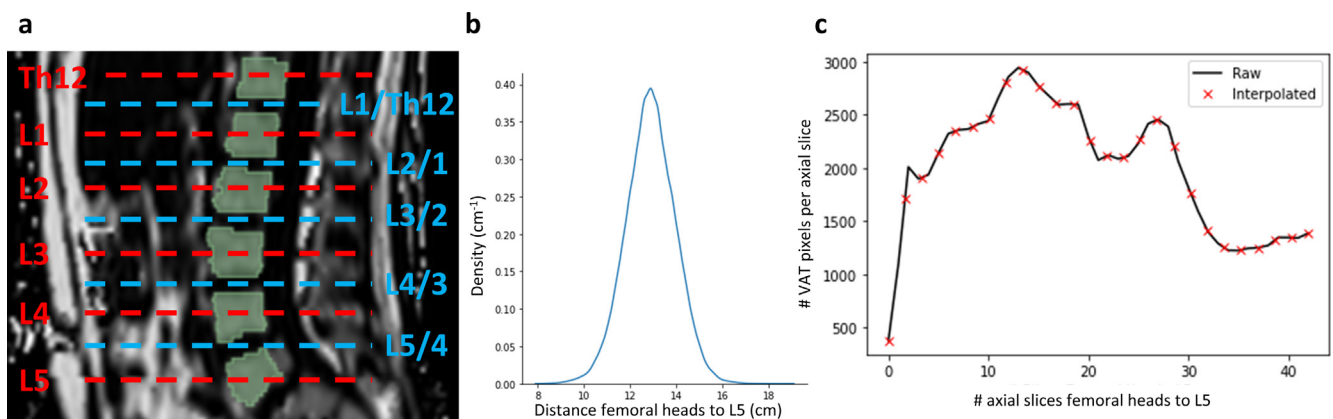 a
Th12
L1/Th12
L1
L2/1
L2
L3/2
L3
L4/3
L4
L5/4
L5
b
Density (cm-1)
0.40
0.35
0.30
0.25
0.20
0.15
0.10
0.05
0.00
8 10 12 14 16 18
Distance femoral heads to L5 (cm)
c
# VAT pixels per axial slice
3000
2500
2000
1500
1000
500
Raw
Interpolated
0 10 20 30 40
# axial slices femoral heads to L5